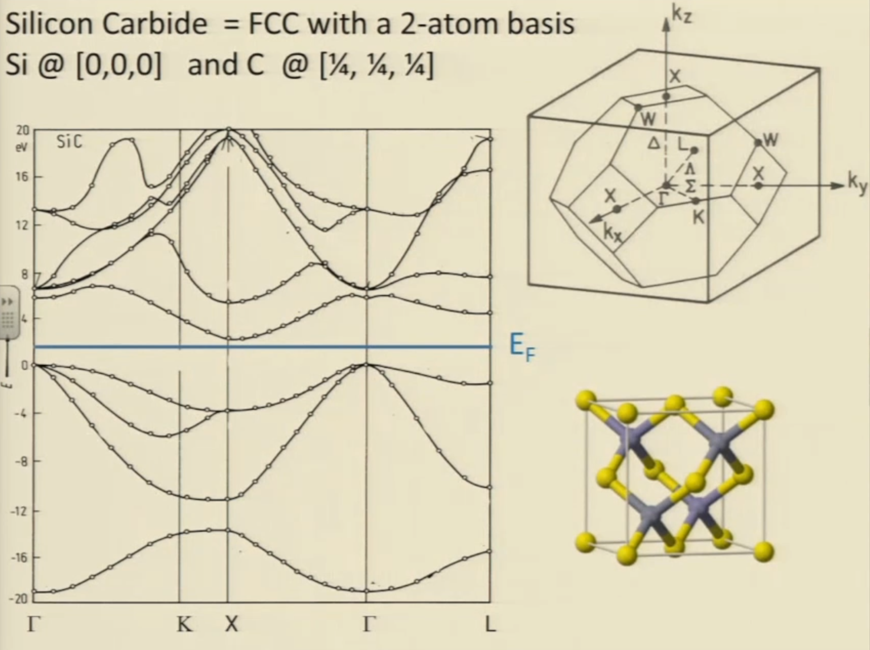 Silicon Carbide = FCC with a 2-atom basis
Si @ [0,0,0] and C @ [¼, ¼, ¼]
20
eV
16
12
8
4
0
-4
-8
-12
-16
-20
E
SiC
Γ K X Γ L
E_F
k_z
X
W
Δ L W
Λ
X Σ X
Γ
k_y
K
k_x